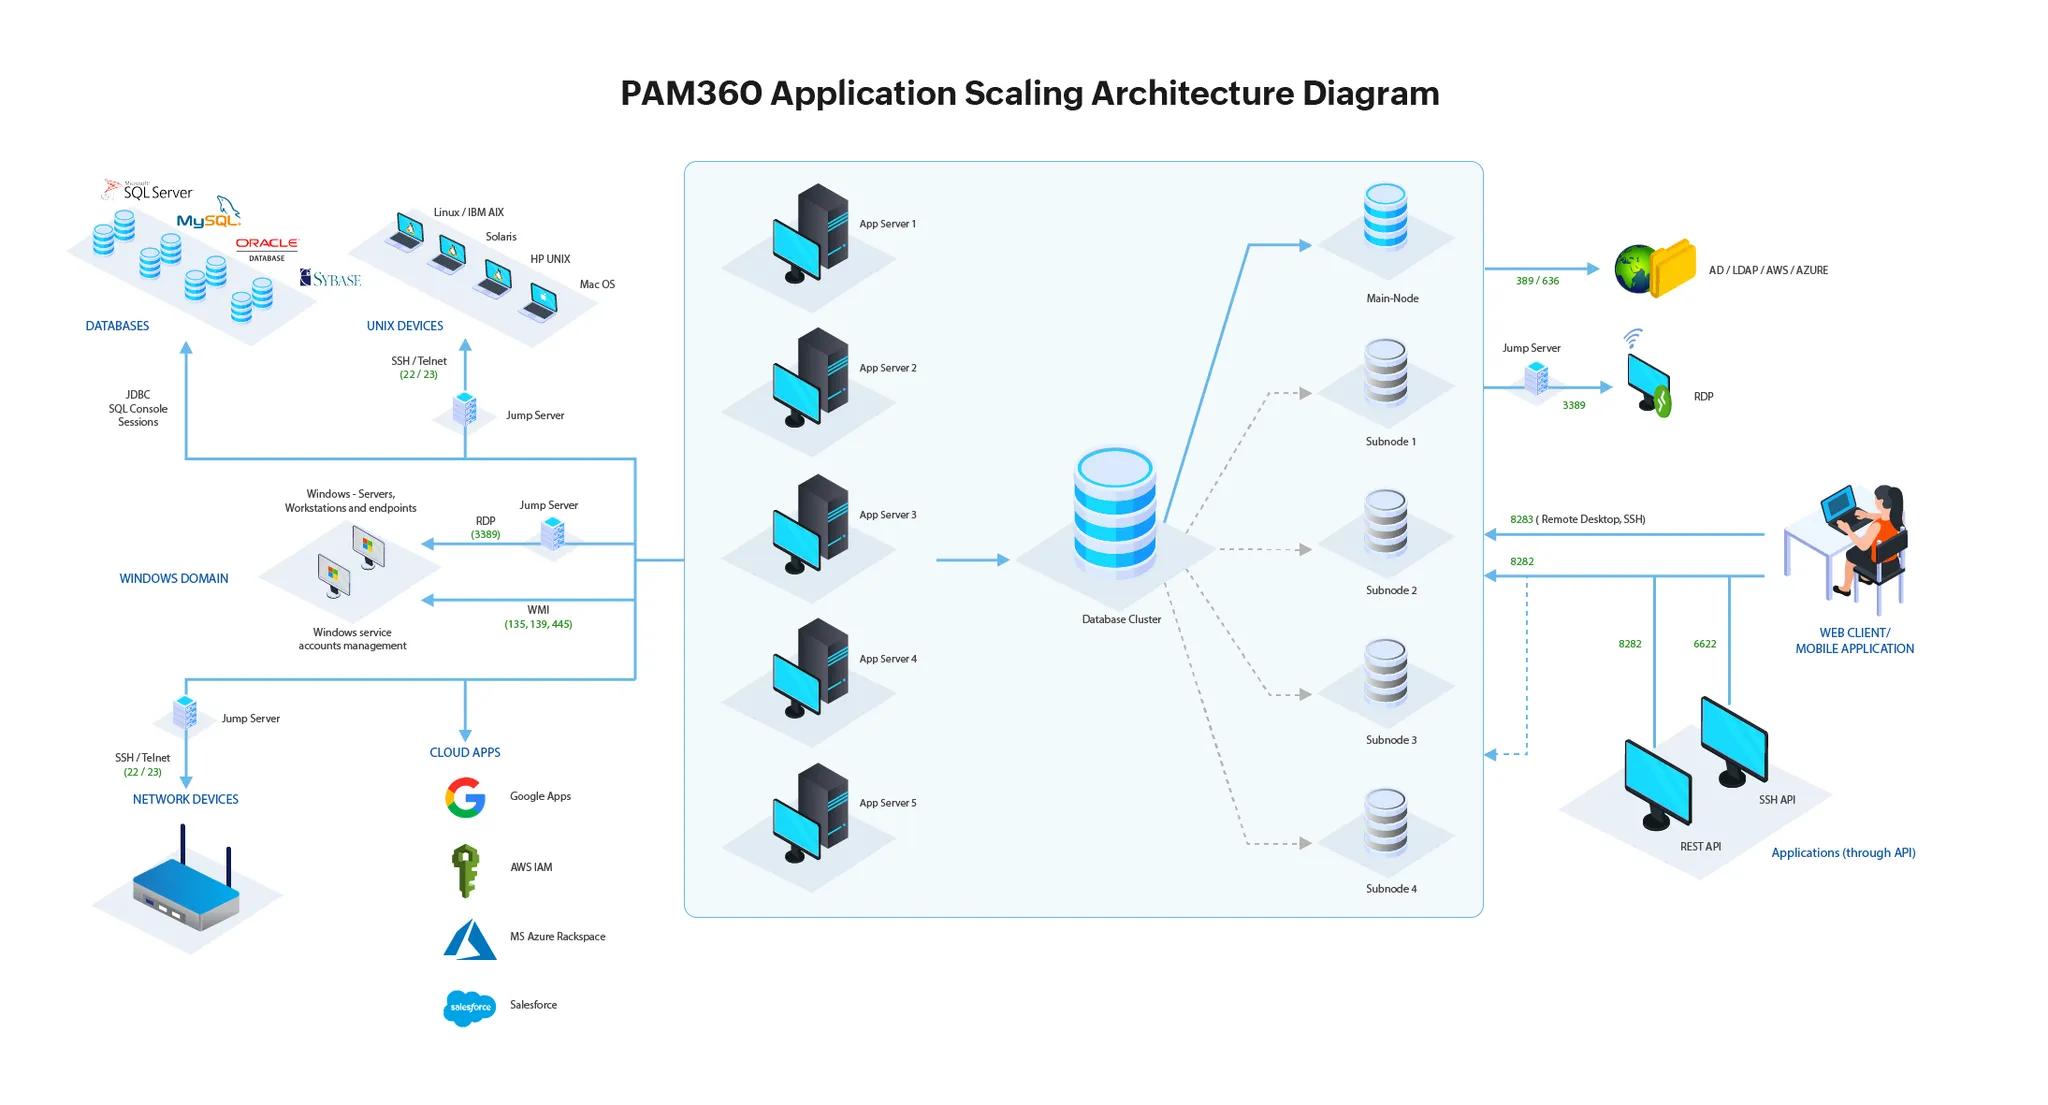 PAM360 Application Scaling Architecture Diagram
Microsoft
SQL Server
MySQL
ORACLE
DATABASE
SYBASE
DATABASES
Linux / IBM AIX
Solaris
HP UNIX
Mac OS
UNIX DEVICES
SSH / Telnet
(22 / 23)
Jump Server
JDBC
SQL Console
Sessions
Windows - Servers,
Workstations and endpoints
RDP
(3389)
Jump Server
WINDOWS DOMAIN
WMI
(135, 139, 445)
Windows service
accounts management
Jump Server
SSH / Telnet
(22 / 23)
NETWORK DEVICES
CLOUD APPS
Google Apps
AWS IAM
MS Azure Rackspace
salesforce
Salesforce
App Server 1
App Server 2
App Server 3
App Server 4
App Server 5
Database Cluster
Main-Node
Subnode 1
Subnode 2
Subnode 3
Subnode 4
389 / 636
AD / LDAP / AWS / AZURE
Jump Server
3389
RDP
8283 ( Remote Desktop, SSH)
8282
WEB CLIENT/
MOBILE APPLICATION
8282
6622
SSH API
REST API
Applications (through API)